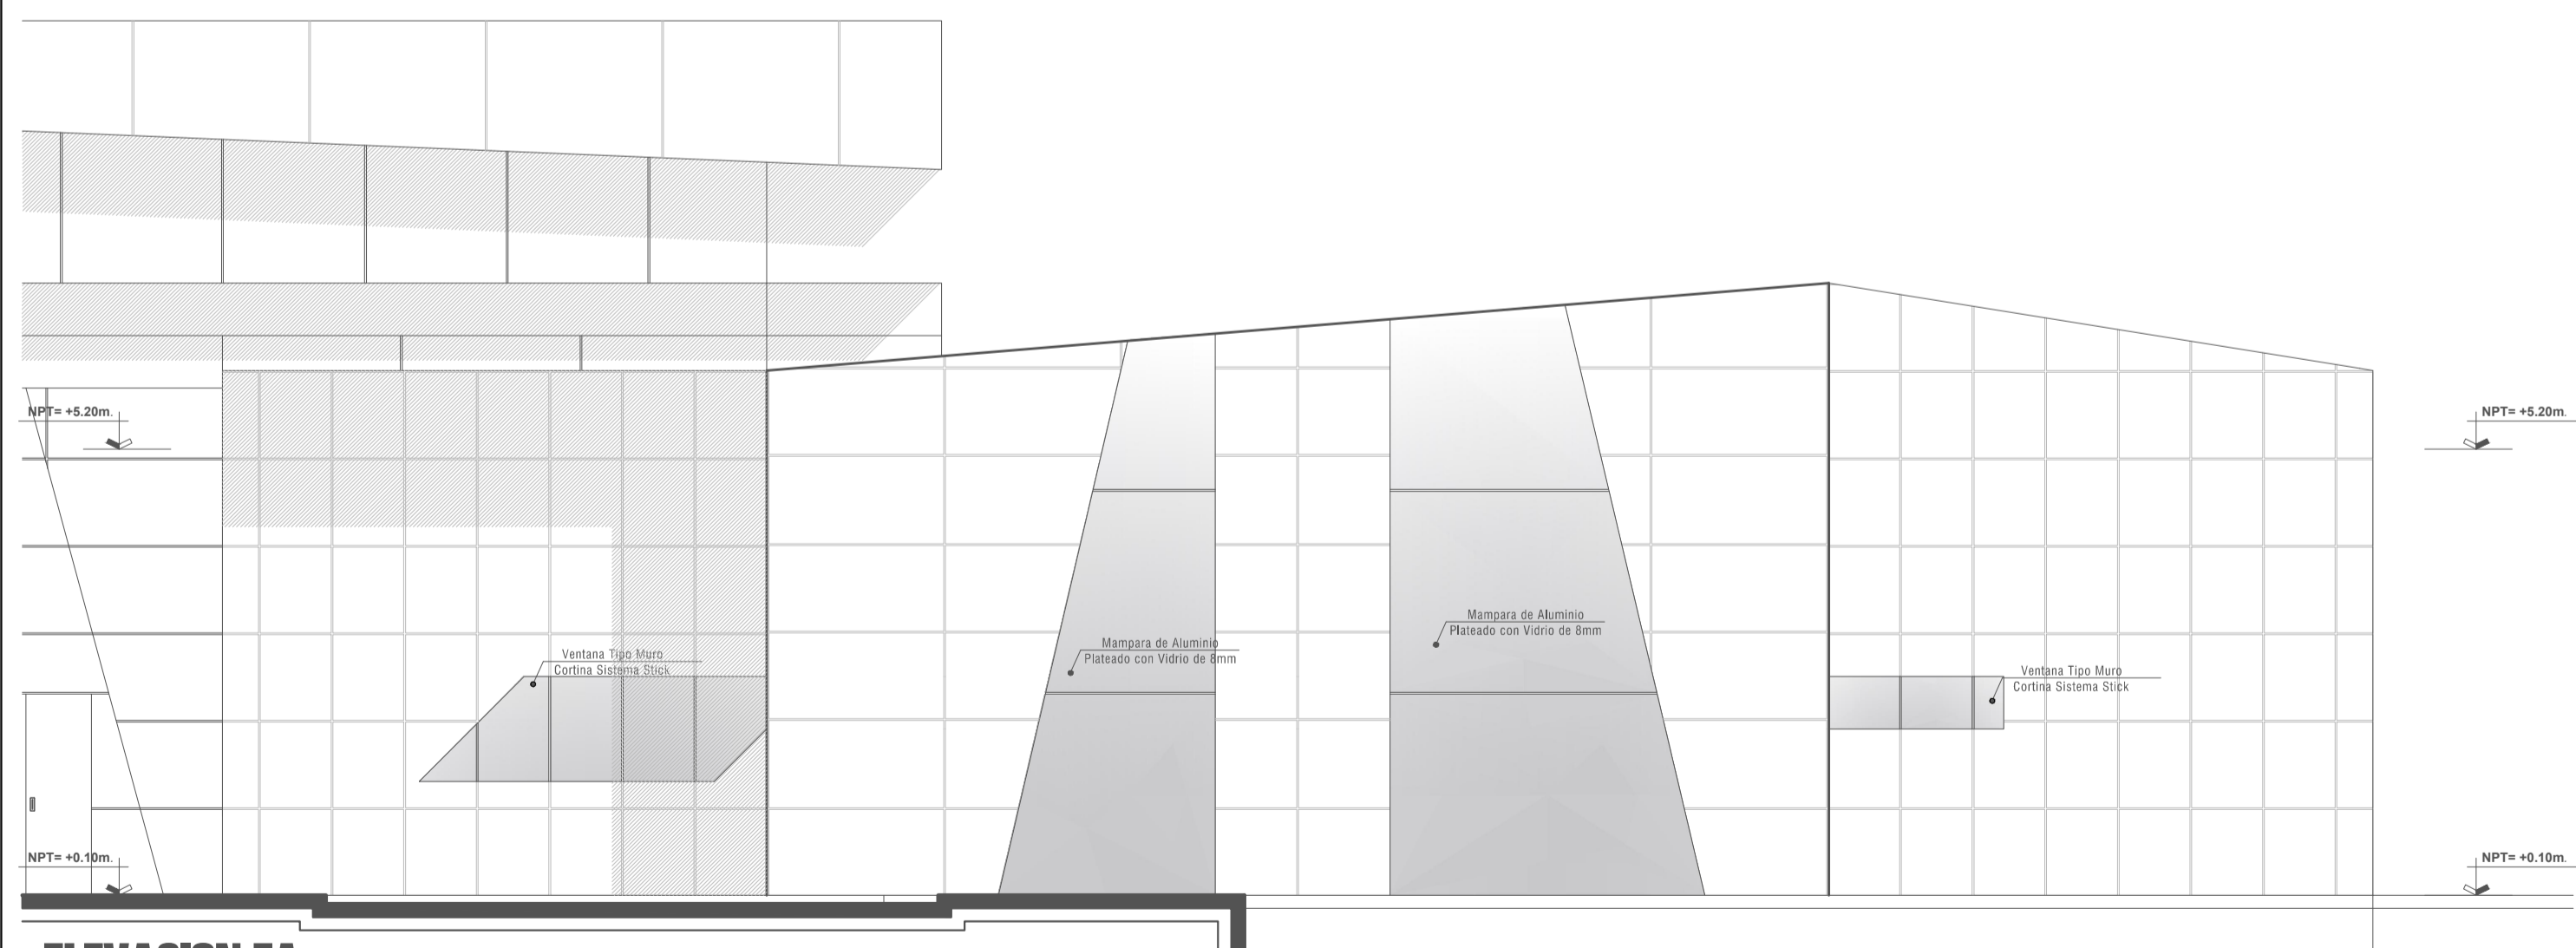 NPT= +5.20m.
NPT= +5.20m.
Mampara de Aluminio
Plateado con Vidrio de 8mm
Mampara de Aluminio
Plateado con Vidrio de 8mm
Ventana Tipo Muro
Cortina Sistema Stick
Ventana Tipo Muro
Cortina Sistema Stick
NPT= +0.10m.
NPT= +0.10m.